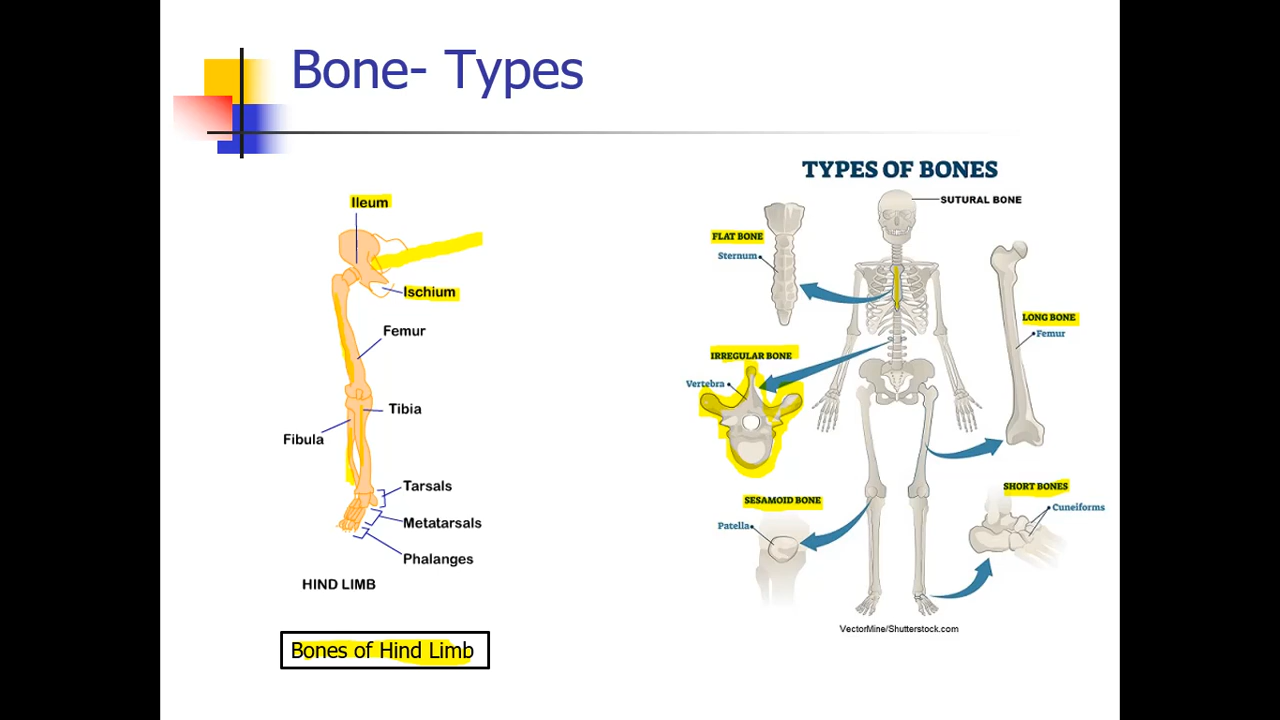 Bone- Types
Ileum
Ischium
Femur
Tibia
Fibula
Tarsals
Metatarsals
Phalanges
HIND LIMB
Bones of Hind Limb
TYPES OF BONES
SUTURAL BONE
FLAT BONE
Sternum
LONG BONE
Femur
IRREGULAR BONE
Vertebra
SESAMOID BONE
Patella
SHORT BONES
Cuneiforms
VectorMine/Shutterstock.com